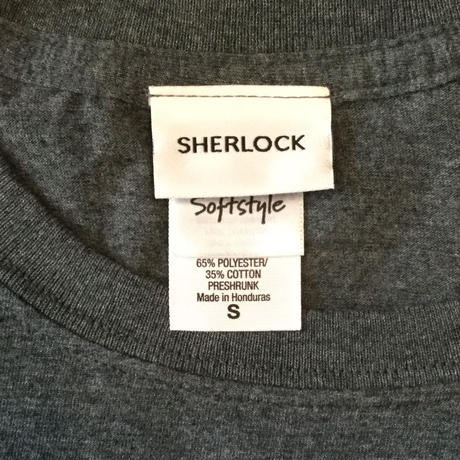 SHERLOCK
Softstyle
65% POLYESTER/
35% COTTON
PRESHRUNK
Made in Honduras
S